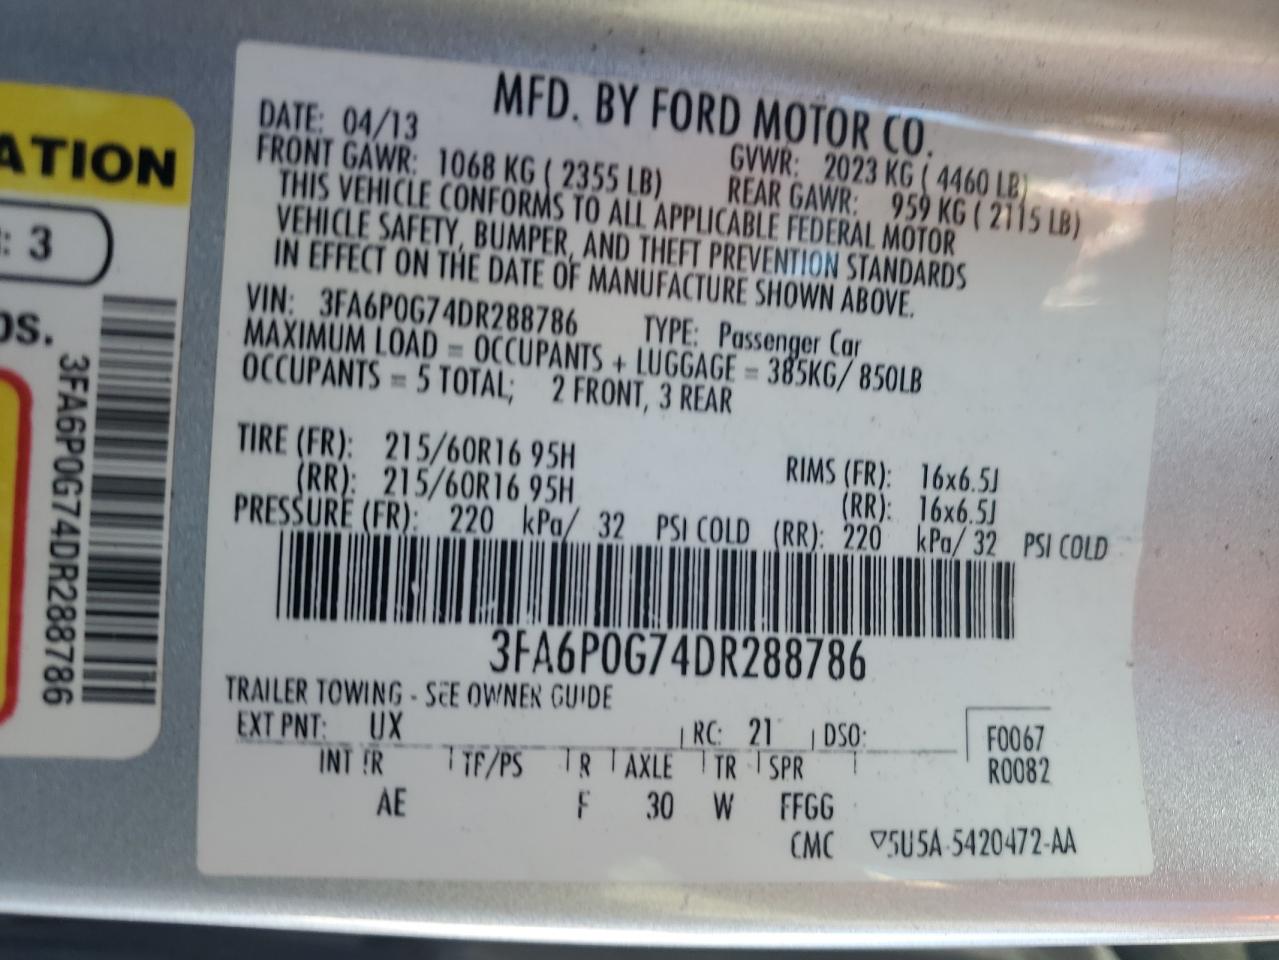 MFD. BY FORD MOTOR CO.
DATE: 04/13 GVWR: 2023 KG ( 4460 LB)
FRONT GAWR: 1068 KG ( 2355 LB) REAR GAWR: 959 KG ( 2115 LB)
THIS VEHICLE CONFORMS TO ALL APPLICABLE FEDERAL MOTOR
VEHICLE SAFETY, BUMPER, AND THEFT PREVENTION STANDARDS
IN EFFECT ON THE DATE OF MANUFACTURE SHOWN ABOVE.
VIN: 3FA6P0G74DR288786 TYPE: Passenger Car
MAXIMUM LOAD = OCCUPANTS + LUGGAGE = 385KG/ 850LB
OCCUPANTS = 5 TOTAL; 2 FRONT, 3 REAR
TIRE (FR): 215/60R16 95H RIMS (FR): 16x6.5J
(RR): 215/60R16 95H (RR): 16x6.5J
PRESSURE (FR): 220 kPa/ 32 PSI COLD (RR): 220 kPa/ 32 PSI COLD
3FA6P0G74DR288786
TRAILER TOWING - SEE OWNER GUIDE
EXT PNT: UX RC: 21 DSO: F0067
R0082
INT TR TF/PS R AXLE TR SPR
AE F 30 W FFGG
CMC ▽5U5A-5420472-AA
ATION
: 3
3FA6P0G74DR288786